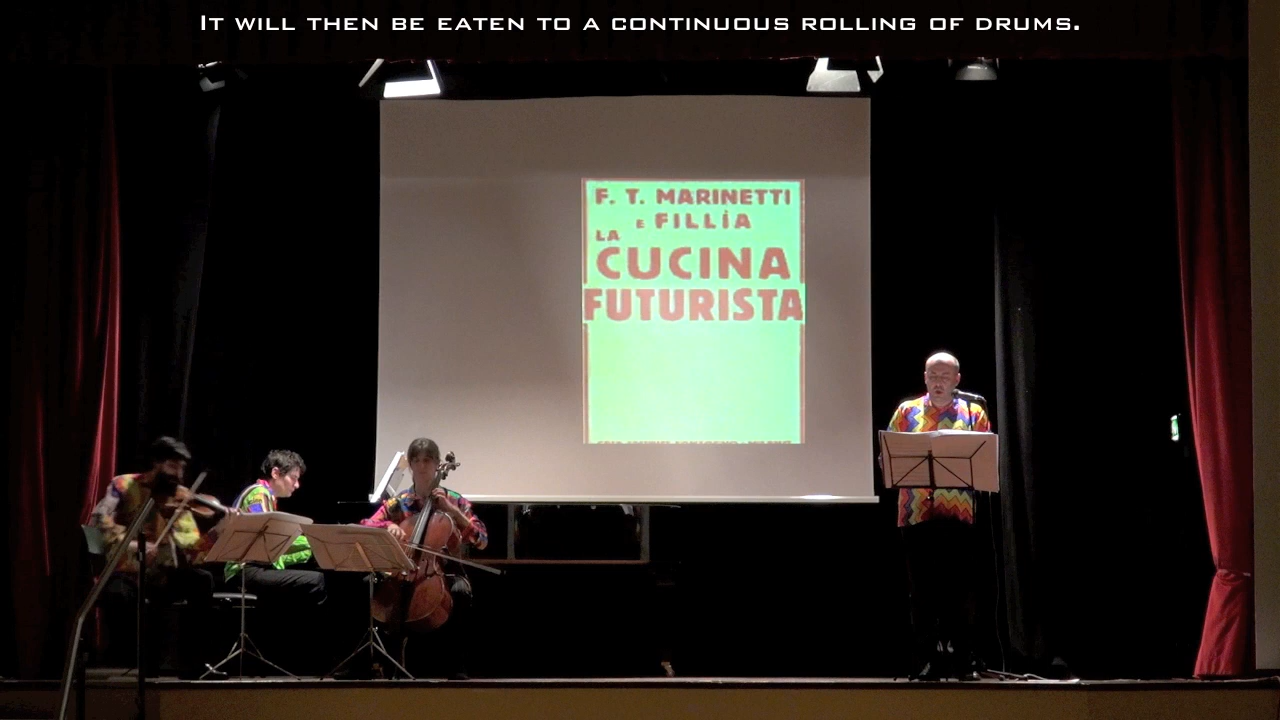 It will then be eaten to a continuous rolling of drums.
F. T. MARINETTI
E FILLÌA
LA
CUCINA
FUTURISTA